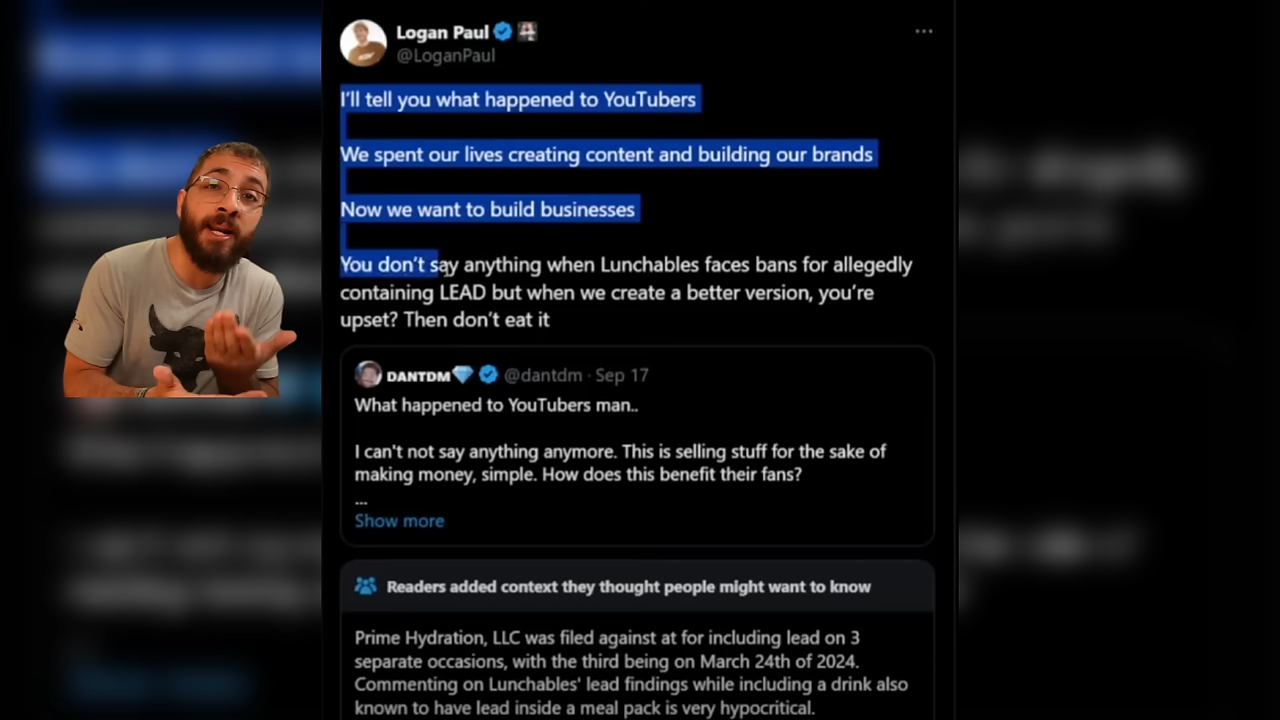 Logan Paul
@LoganPaul
I'll tell you what happened to YouTubers
We spent our lives creating content and building our brands
Now we want to build businesses
You don't say anything when Lunchables faces bans for allegedly
containing LEAD but when we create a better version, you're
upset? Then don't eat it
DANTDM💎 @dantdm · Sep 17
What happened to YouTubers man..
I can't not say anything anymore. This is selling stuff for the sake of
making money, simple. How does this benefit their fans?
...
Show more
Readers added context they thought people might want to know
Prime Hydration, LLC was filed against at for including lead on 3
separate occasions, with the third being on March 24th of 2024.
Commenting on Lunchables' lead findings while including a drink also
known to have lead inside a meal pack is very hypocritical.